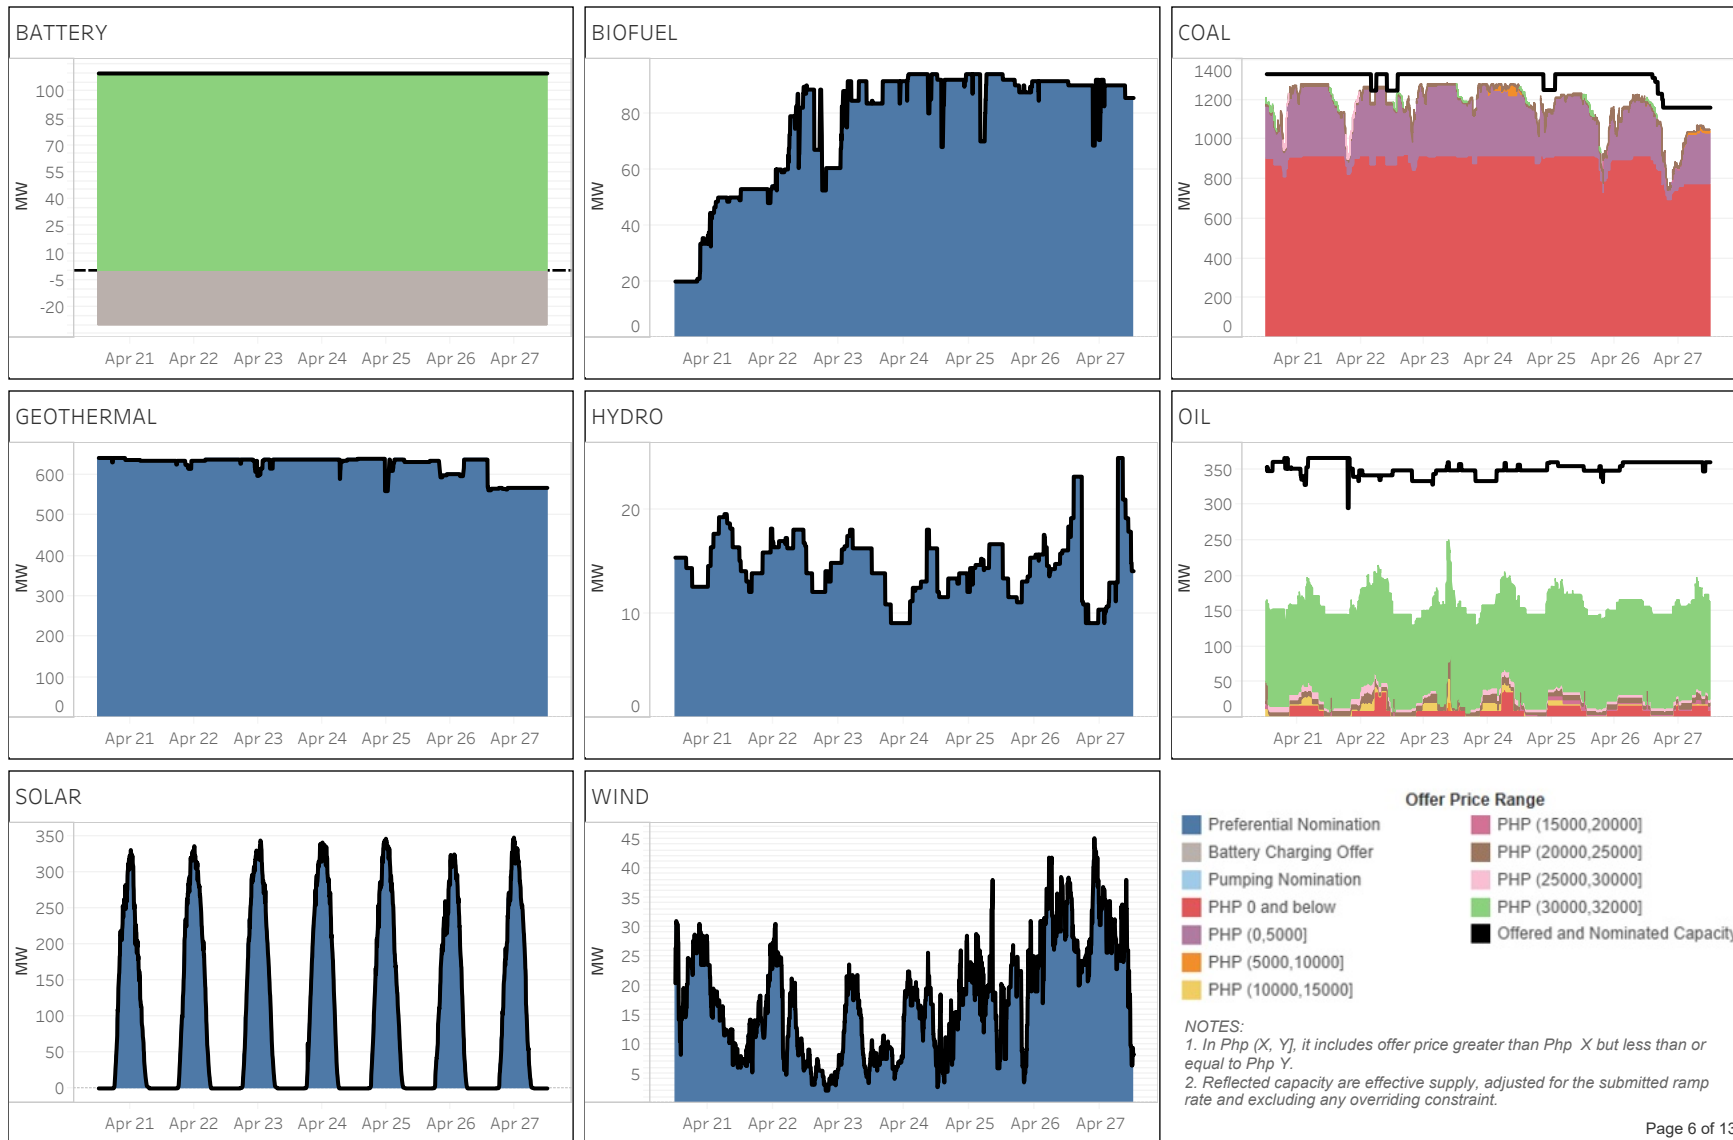 BATTERY
MW
100
85
70
55
40
25
10
-5
-20
Apr 21 Apr 22 Apr 23 Apr 24 Apr 25 Apr 26 Apr 27
BIOFUEL
MW
80
60
40
20
0
Apr 21 Apr 22 Apr 23 Apr 24 Apr 25 Apr 26 Apr 27
COAL
MW
1400
1200
1000
800
600
400
200
0
Apr 21 Apr 22 Apr 23 Apr 24 Apr 25 Apr 26 Apr 27
GEOTHERMAL
MW
600
500
400
300
200
100
0
Apr 21 Apr 22 Apr 23 Apr 24 Apr 25 Apr 26 Apr 27
HYDRO
MW
20
10
0
Apr 21 Apr 22 Apr 23 Apr 24 Apr 25 Apr 26 Apr 27
OIL
MW
350
300
250
200
150
100
50
0
Apr 21 Apr 22 Apr 23 Apr 24 Apr 25 Apr 26 Apr 27
SOLAR
MW
350
300
250
200
150
100
50
0
Apr 21 Apr 22 Apr 23 Apr 24 Apr 25 Apr 26 Apr 27
WIND
MW
45
40
35
30
25
20
15
10
5
Apr 21 Apr 22 Apr 23 Apr 24 Apr 25 Apr 26 Apr 27
Offer Price Range
Preferential Nomination
Battery Charging Offer
Pumping Nomination
PHP 0 and below
PHP (0,5000]
PHP (5000,10000]
PHP (10000,15000]
PHP (15000,20000]
PHP (20000,25000]
PHP (25000,30000]
PHP (30000,32000]
Offered and Nominated Capacity
NOTES:
1. In Php (X, Y], it includes offer price greater than Php X but less than or
equal to Php Y.
2. Reflected capacity are effective supply, adjusted for the submitted ramp
rate and excluding any overriding constraint.
Page 6 of 13